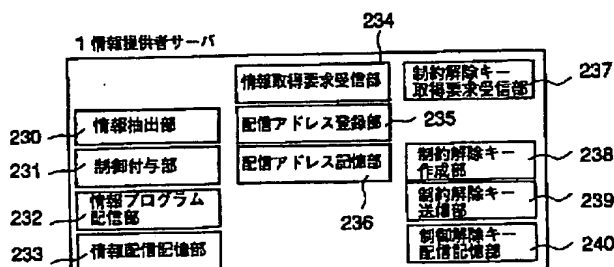 1 情報提供者サーバ
234
情報取得要求受信部
制約解除キー
取得要求受信部
237
230
情報抽出部
配信アドレス登録部
235
231
制御付与部
配信アドレス記憶部
236
制約解除キー
作成部
238
232
情報プログラム
配信部
制約解除キー
送信部
239
233
情報配信記憶部
制御解除キー
配信記憶部
240